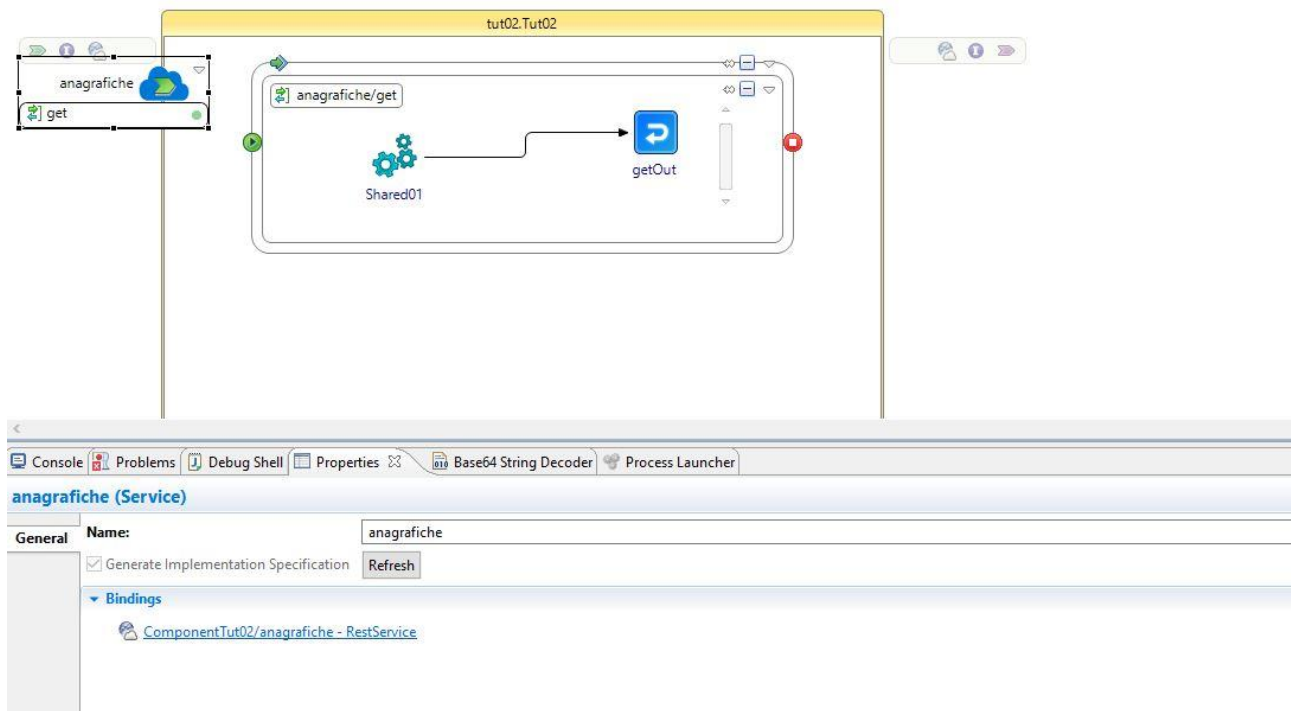 tut02.Tut02
anagrafiche
get
anagrafiche/get
Shared01
getOut
Console Problems Debug Shell Properties Base64 String Decoder Process Launcher
anagrafiche (Service)
General
Name: anagrafiche
Generate Implementation Specification Refresh
Bindings
ComponentTut02/anagrafiche - RestService